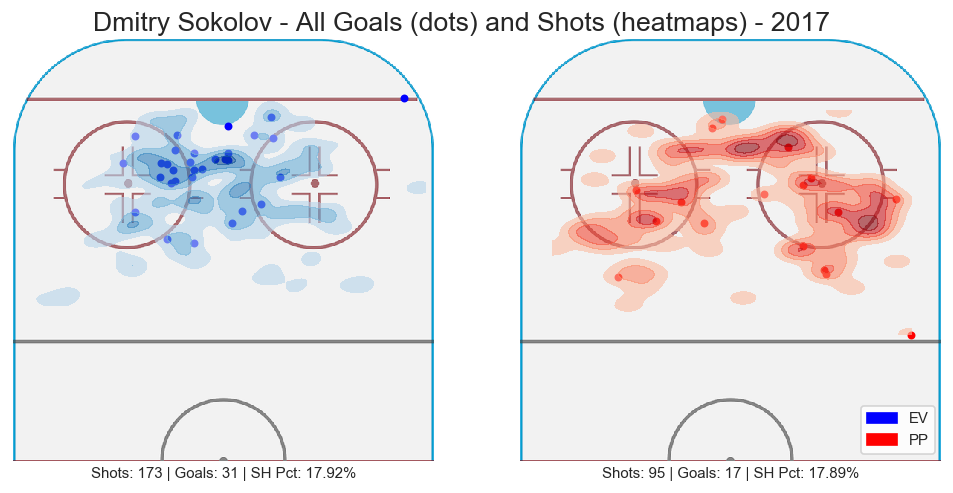 Dmitry Sokolov - All Goals (dots) and Shots (heatmaps) - 2017
EV
PP
Shots: 173 | Goals: 31 | SH Pct: 17.92%
Shots: 95 | Goals: 17 | SH Pct: 17.89%